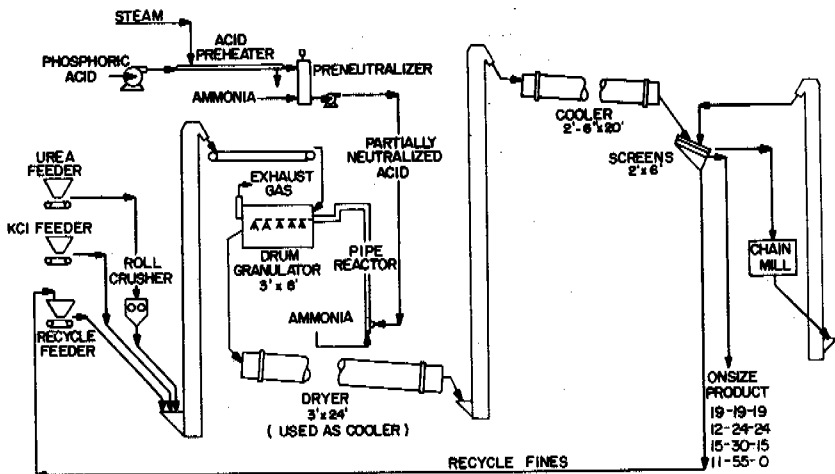 STEAM
ACID
PREHEATER
PHOSPHORIC
ACID
PRENEUTRALIZER
AMMONIA
PARTIALLY
NEUTRALIZED
ACID
COOLER
2'-6"x20'
SCREENS
2'x6'
UREA
FEEDER
EXHAUST
GAS
KCl FEEDER
ROLL
CRUSHER
DRUM
GRANULATOR
3'x6'
PIPE
REACTOR
CHAIN
MILL
RECYCLE
FEEDER
AMMONIA
DRYER
3'x24'
( USED AS COOLER )
ONSIZE
PRODUCT
19-19-19
12-24-24
15-30-15
11-55-0
RECYCLE FINES